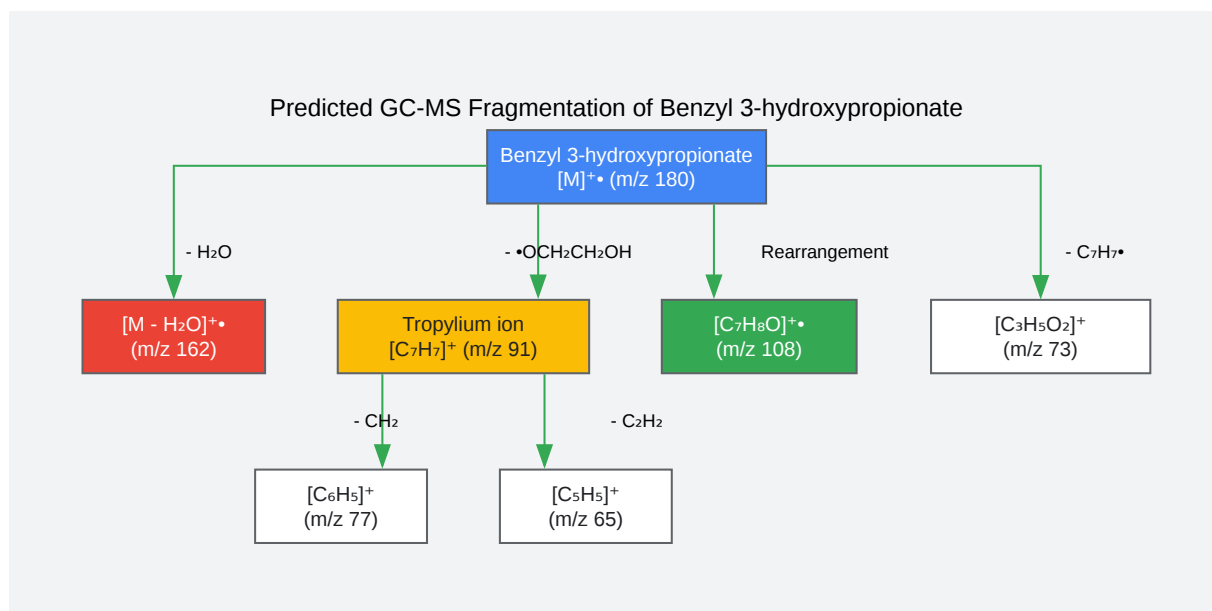 Predicted GC-MS Fragmentation of Benzyl 3-hydroxypropionate
Benzyl 3-hydroxypropionate
[M]⁺• (m/z 180)
- H₂O
- •OCH₂CH₂OH
Rearrangement
- C₇H₇•
[M - H₂O]⁺•
(m/z 162)
Tropylium ion
[C₇H₇]⁺ (m/z 91)
[C₇H₈O]⁺•
(m/z 108)
[C₃H₅O₂]⁺
(m/z 73)
- CH₂
- C₂H₂
[C₆H₅]⁺
(m/z 77)
[C₅H₅]⁺
(m/z 65)